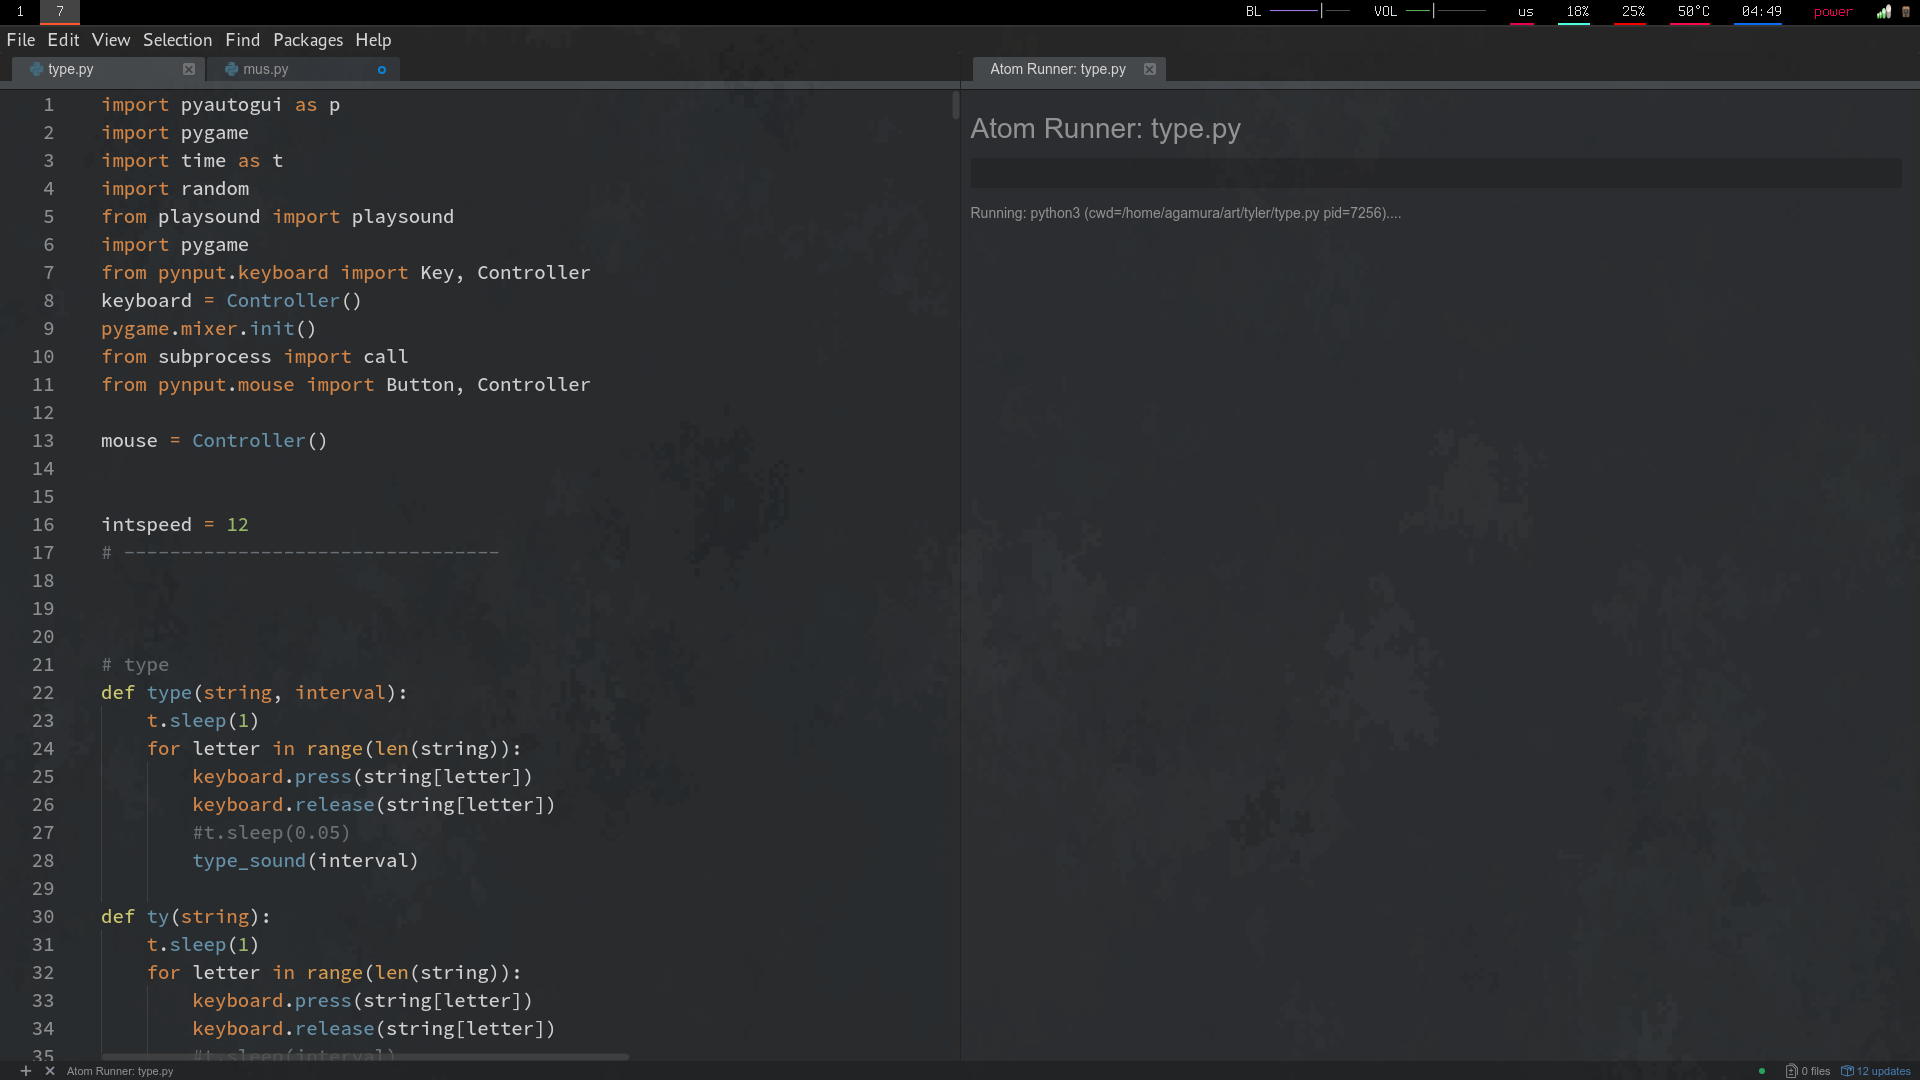 1 7 BL VOL us 18% 25% 50°C 04:49 power
File Edit View Selection Find Packages Help
type.py mus.py Atom Runner: type.py
1 import pyautogui as p
2 import pygame
3 import time as t
4 import random
5 from playsound import playsound
6 import pygame
7 from pynput.keyboard import Key, Controller
8 keyboard = Controller()
9 pygame.mixer.init()
10 from subprocess import call
11 from pynput.mouse import Button, Controller
12
13 mouse = Controller()
14
15
16 intspeed = 12
17 # ---------------------------------
18
19
20
21 # type
22 def type(string, interval):
23 t.sleep(1)
24 for letter in range(len(string)):
25 keyboard.press(string[letter])
26 keyboard.release(string[letter])
27 #t.sleep(0.05)
28 type_sound(interval)
29
30 def ty(string):
31 t.sleep(1)
32 for letter in range(len(string)):
33 keyboard.press(string[letter])
34 keyboard.release(string[letter])
35 #t.sleep(interval)
Atom Runner: type.py
Running: python3 (cwd=/home/agamura/art/tyler/type.py pid=7256)....
Atom Runner: type.py 0 files 12 updates